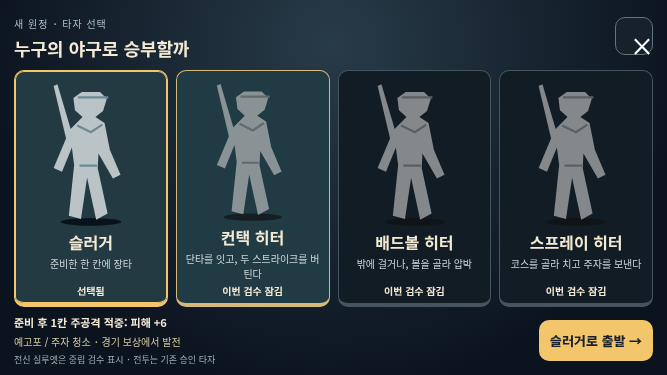 새 원정 · 타자 선택
누구의 야구로 승부할까
슬러거
준비한 한 칸에 장타
선택됨
컨택 히터
단타를 잇고, 두 스트라이크를 버
틴다
이번 검수 잠김
배드볼 히터
밖에 걸거나, 볼을 골라 압박
이번 검수 잠김
스프레이 히터
코스를 골라 치고 주자를 보낸다
이번 검수 잠김
준비 후 1칸 주공격 적중: 피해 +6
예고포 / 주자 청소 · 경기 보상에서 발전
전신 실루엣은 중립 검수 표시 · 전투는 기존 승인 타자
슬러거로 출발 →